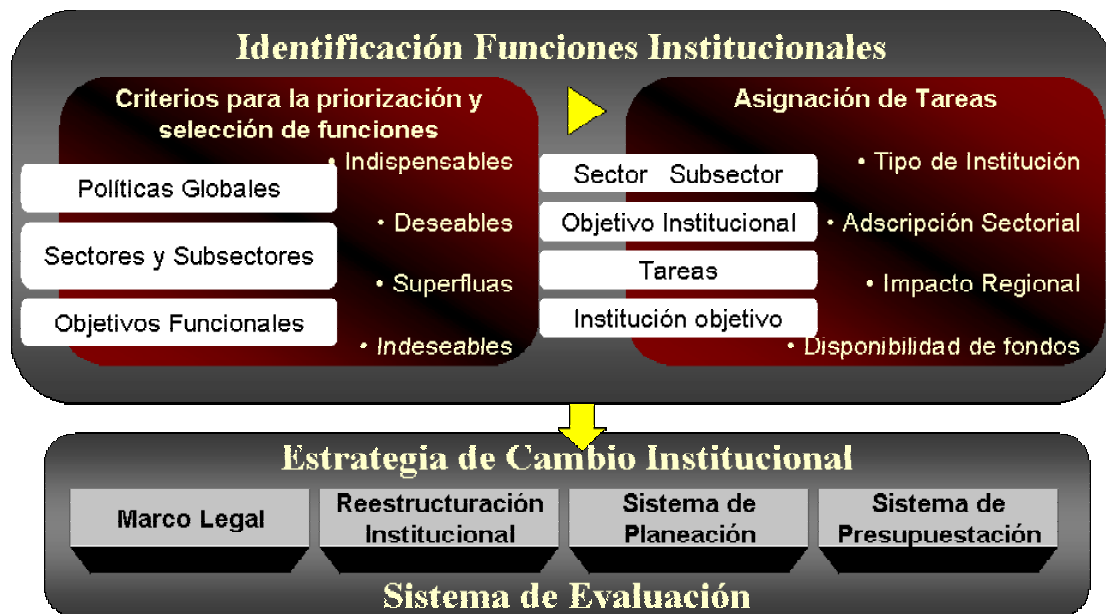 Identificación Funciones Institucionales
Criterios para la priorización y
selección de funciones
Políticas Globales
Sectores y Subsectores
Objetivos Funcionales
• Indispensables
• Deseables
• Superfluas
• Indeseables
Asignación de Tareas
Sector Subsector
Objetivo Institucional
Tareas
Institución objetivo
• Tipo de Institución
• Adscripción Sectorial
• Impacto Regional
• Disponibilidad de fondos
Estrategia de Cambio Institucional
Marco Legal
Reestructuración
Institucional
Sistema de
Planeación
Sistema de
Presupuestación
Sistema de Evaluación